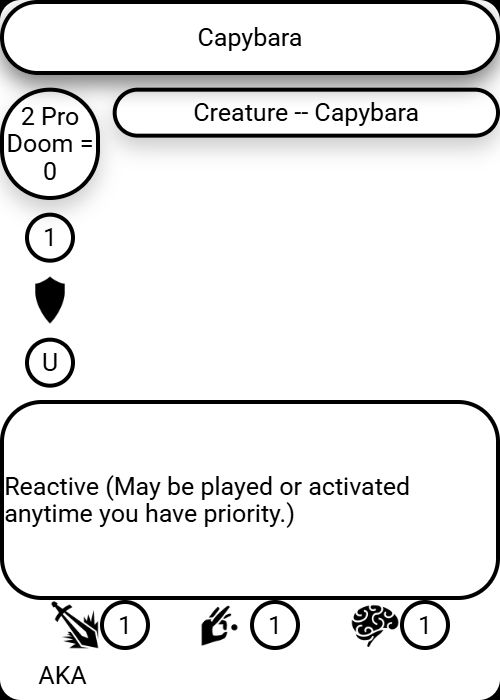 Capybara
2 Pro
Doom =
0
Creature -- Capybara
1
U
Reactive (May be played or activated
anytime you have priority.)
1
1
1
AKA